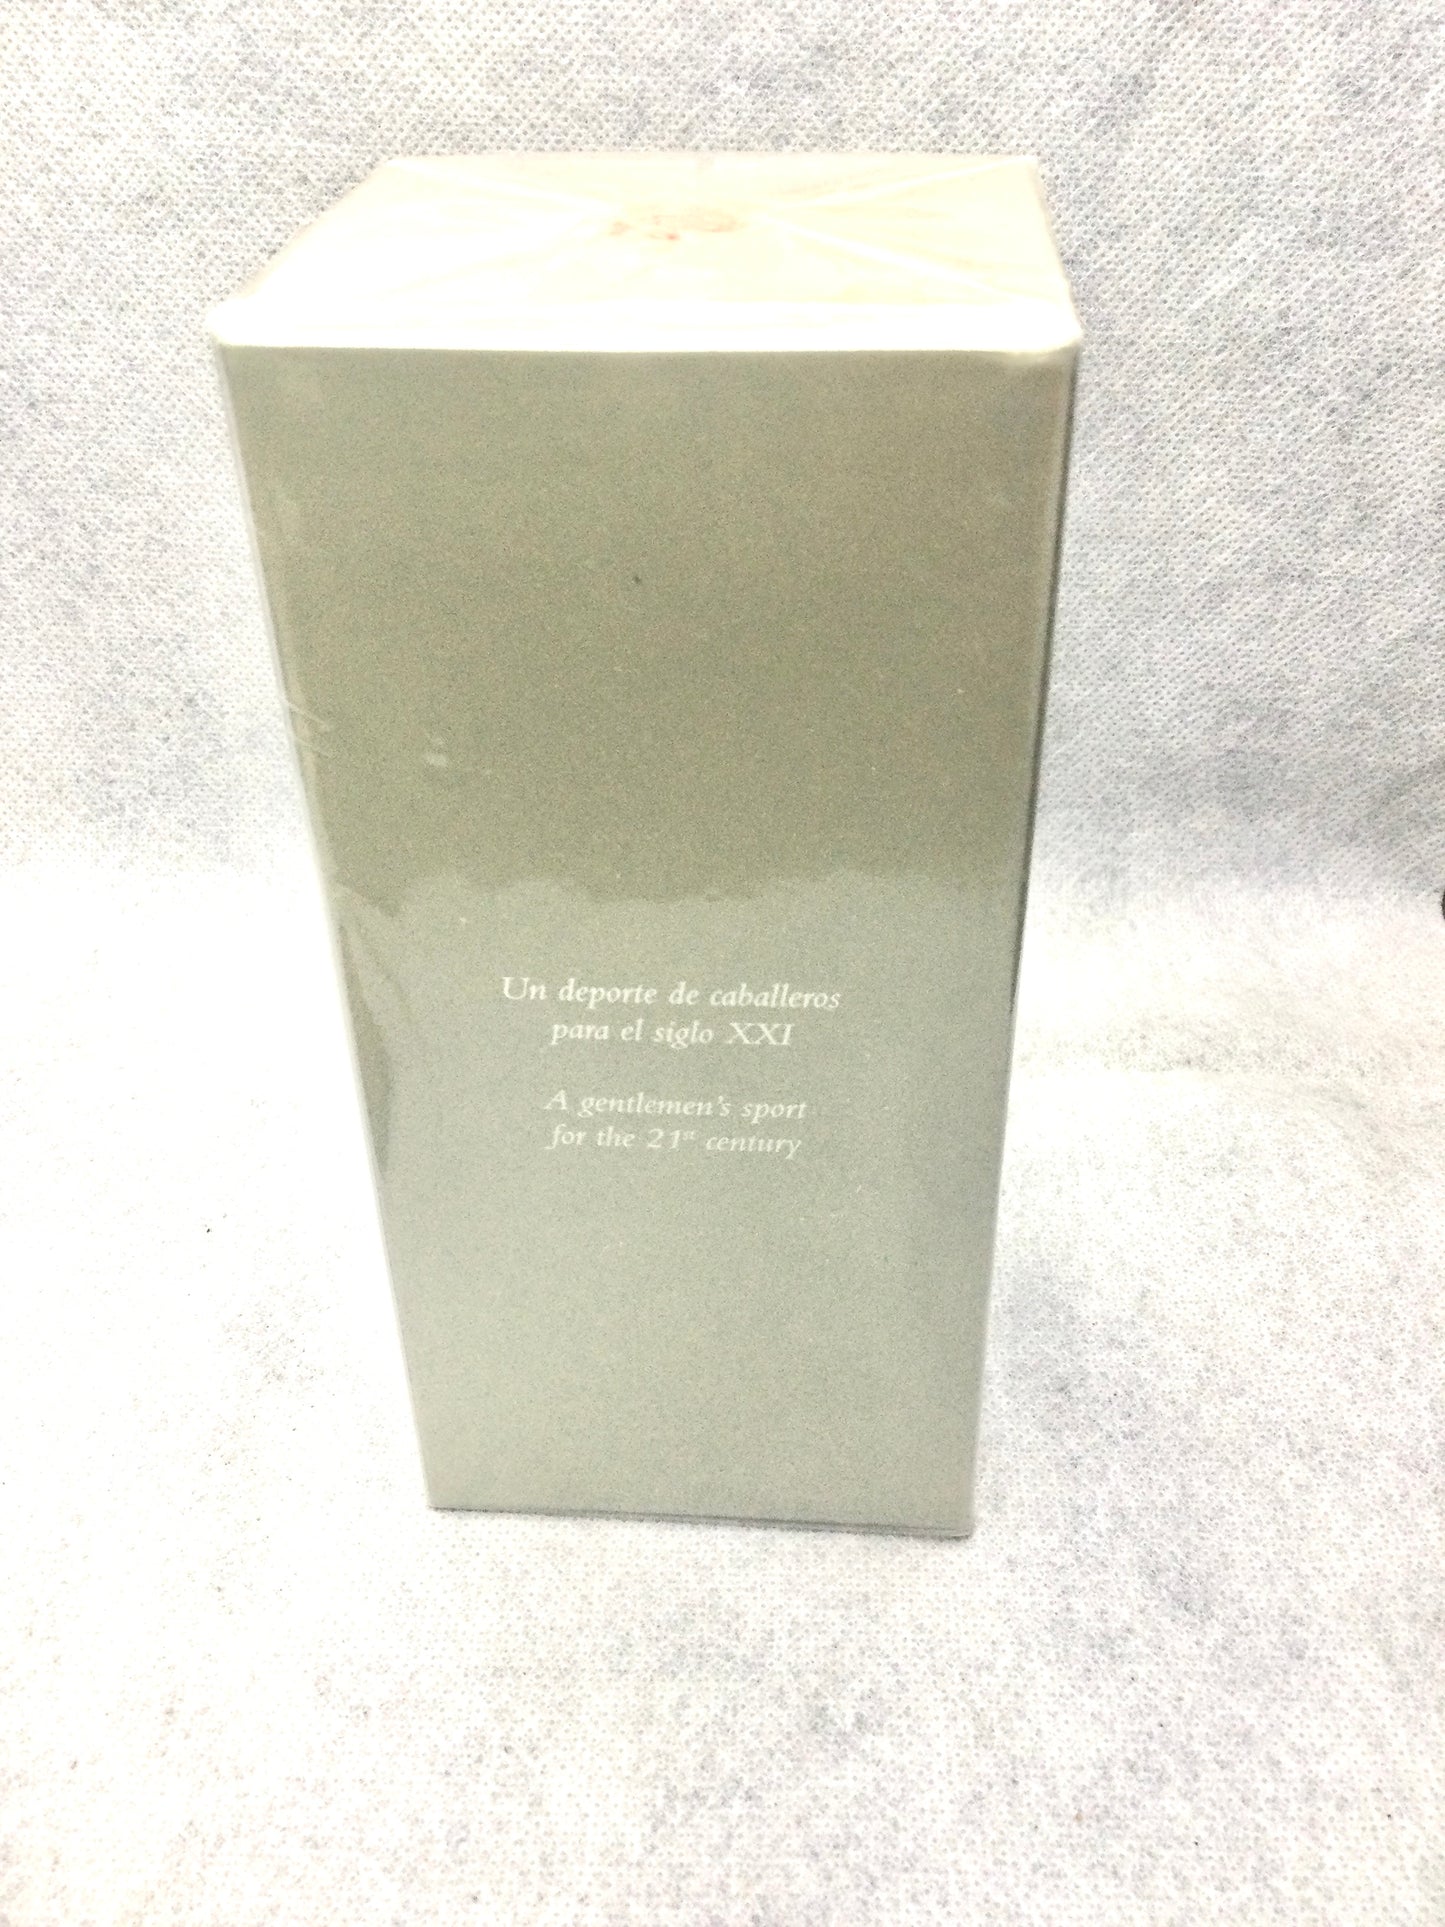 Un deporte de caballeros
para el siglo XXI
A gentlemen's sport
for the 21st century